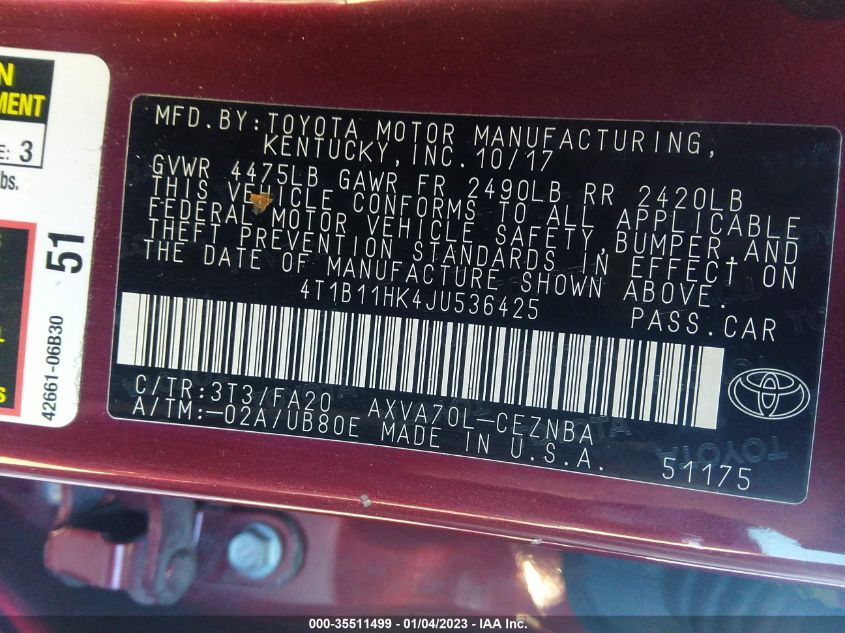 N
MENT
E: 3
lbs.
51
42661-06B30
MFD.BY:TOYOTA MOTOR MANUFACTURING,
KENTUCKY,INC.10/17
GVWR 4475LB GAWR FR 2490LB RR 2420LB
THIS VEHICLE CONFORMS TO ALL APPLICABLE
FEDERAL MOTOR VEHICLE SAFETY,BUMPER,AND
THEFT PREVENTION STANDARDS IN EFFECT ON
THE DATE OF MANUFACTURE SHOWN ABOVE.
4T1B11HK4JU536425
PASS.CAR
C/TR:3T3/FA20 AXVA70L-CEZNBA
A/TM:-02A/UB80E MADE IN U.S.A.
51175
TOYOTA
000-35511499 - 01/04/2023 - IAA Inc.